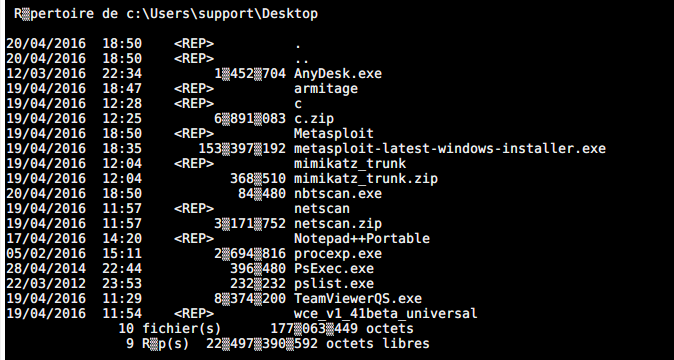 R▒pertoire de c:\Users\support\Desktop
20/04/2016 18:50 <REP> .
20/04/2016 18:50 <REP> ..
12/03/2016 22:34 1▒452▒704 AnyDesk.exe
19/04/2016 18:47 <REP> armitage
19/04/2016 12:28 <REP> c
19/04/2016 12:25 6▒891▒083 c.zip
19/04/2016 18:50 <REP> Metasploit
19/04/2016 18:35 153▒397▒192 metasploit-latest-windows-installer.exe
19/04/2016 12:04 <REP> mimikatz_trunk
19/04/2016 12:04 368▒510 mimikatz_trunk.zip
20/04/2016 18:50 84▒480 nbtscan.exe
19/04/2016 11:57 <REP> netscan
19/04/2016 11:57 3▒171▒752 netscan.zip
17/04/2016 14:20 <REP> Notepad++Portable
05/02/2016 15:11 2▒694▒816 procexp.exe
28/04/2014 22:44 396▒480 PsExec.exe
22/03/2012 23:53 232▒232 pslist.exe
19/04/2016 11:29 8▒374▒200 TeamViewerQS.exe
19/04/2016 11:54 <REP> wce_v1_41beta_universal
10 fichier(s) 177▒063▒449 octets
9 R▒p(s) 22▒497▒390▒592 octets libres